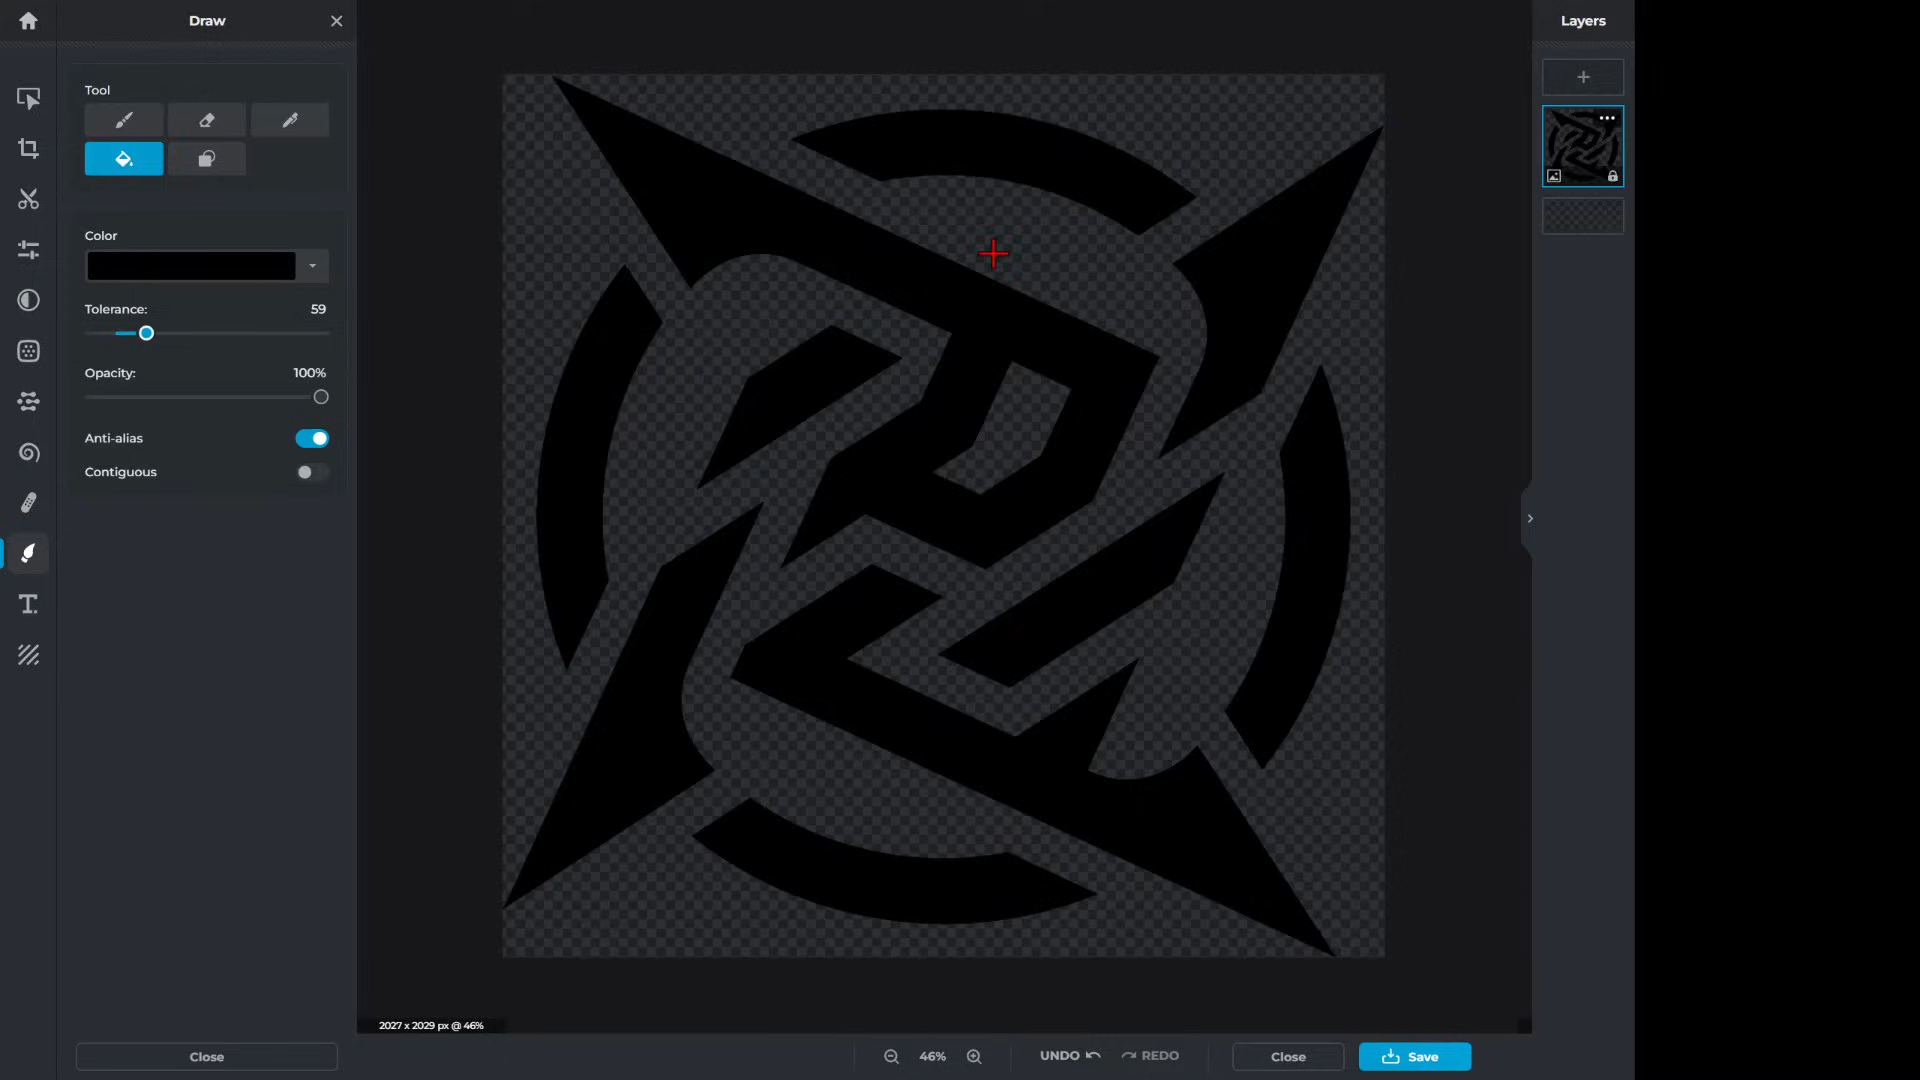 Draw
Layers
Tool
Color
Tolerance: 59
Opacity: 100%
Anti-alias
Contiguous
2027 x 2029 px @ 46%
Close
46%
UNDO
REDO
Close
Save